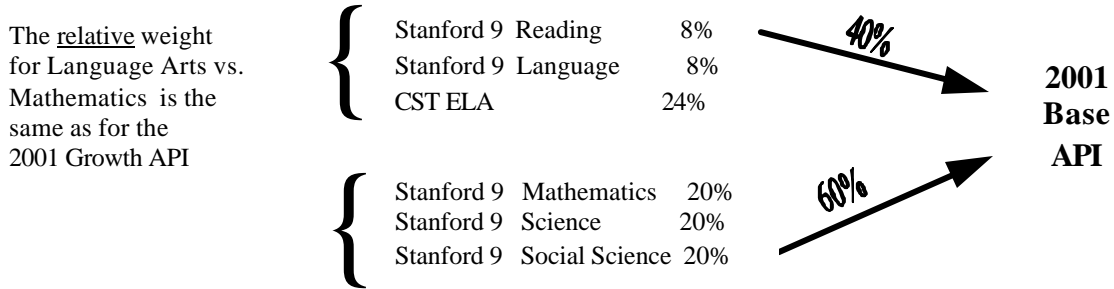 The relative weight
for Language Arts vs.
Mathematics is the
same as for the
2001 Growth API
{
Stanford 9 Reading 8%
Stanford 9 Language 8%
CST ELA 24%
40%
{
Stanford 9 Mathematics 20%
Stanford 9 Science 20%
Stanford 9 Social Science 20%
60%
2001
Base
API